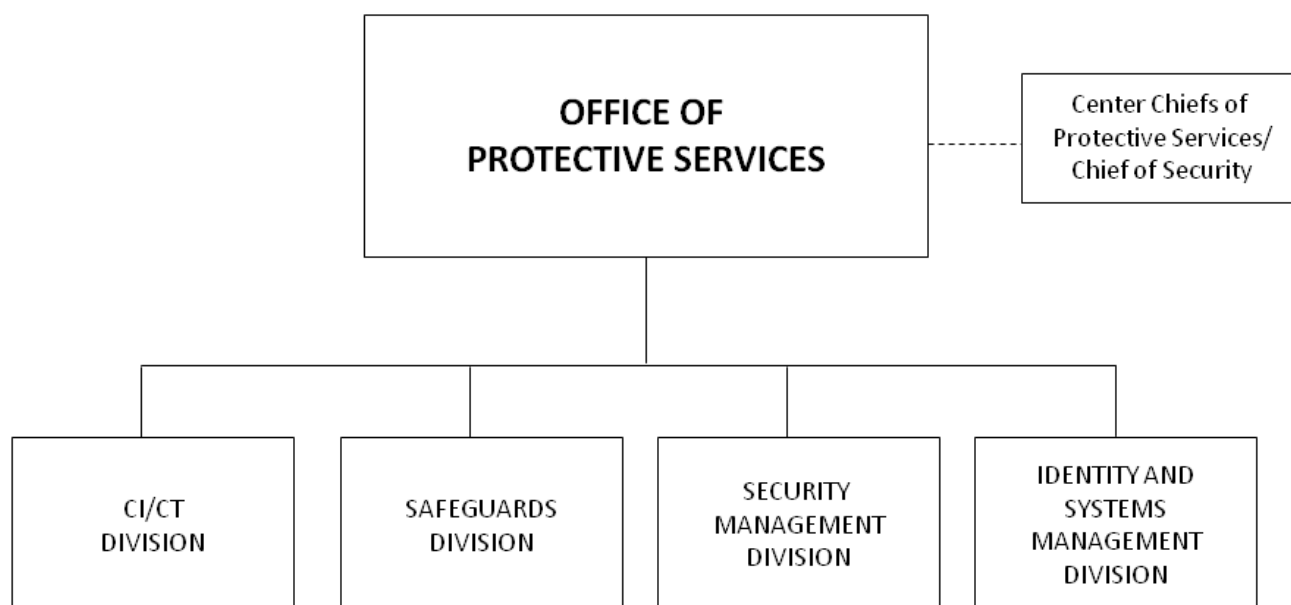 OFFICE OF
PROTECTIVE SERVICES
Center Chiefs of
Protective Services/
Chief of Security
CI/CT
DIVISION
SAFEGUARDS
DIVISION
SECURITY
MANAGEMENT
DIVISION
IDENTITY AND
SYSTEMS
MANAGEMENT
DIVISION